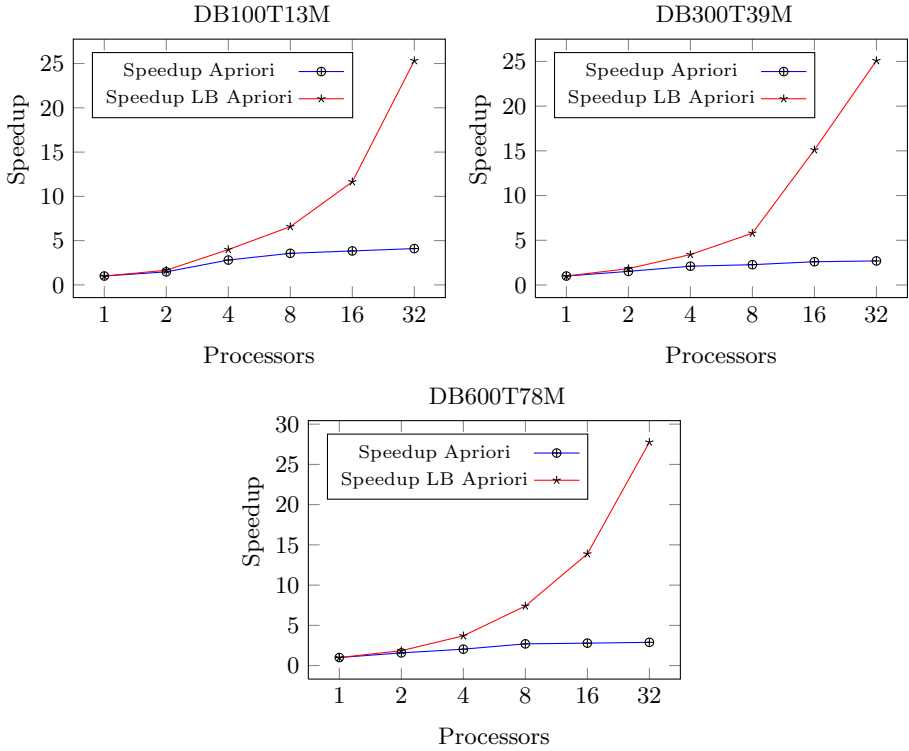 DB100T13M
Speedup Apriori
Speedup LB Apriori
25
20
15
10
5
0
Speedup
1 2 4 8 16 32
Processors
DB300T39M
Speedup Apriori
Speedup LB Apriori
25
20
15
10
5
0
Speedup
1 2 4 8 16 32
Processors
DB600T78M
Speedup Apriori
Speedup LB Apriori
30
25
20
15
10
5
0
Speedup
1 2 4 8 16 32
Processors